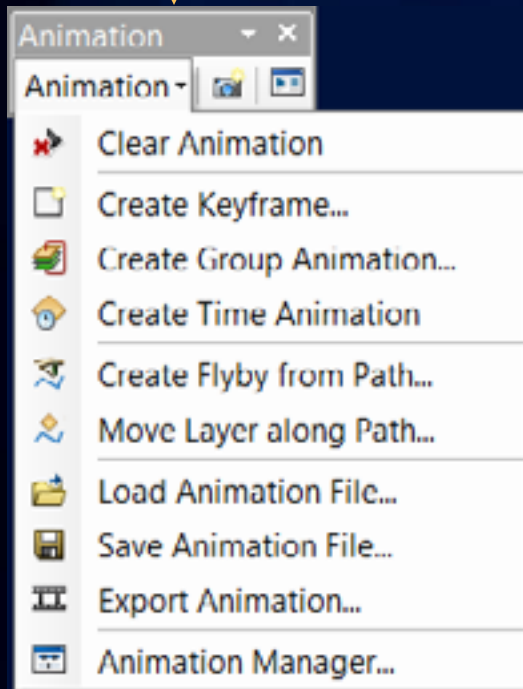 Animation
Animation
Clear Animation
Create Keyframe...
Create Group Animation...
Create Time Animation
Create Flyby from Path...
Move Layer along Path...
Load Animation File...
Save Animation File...
Export Animation...
Animation Manager...